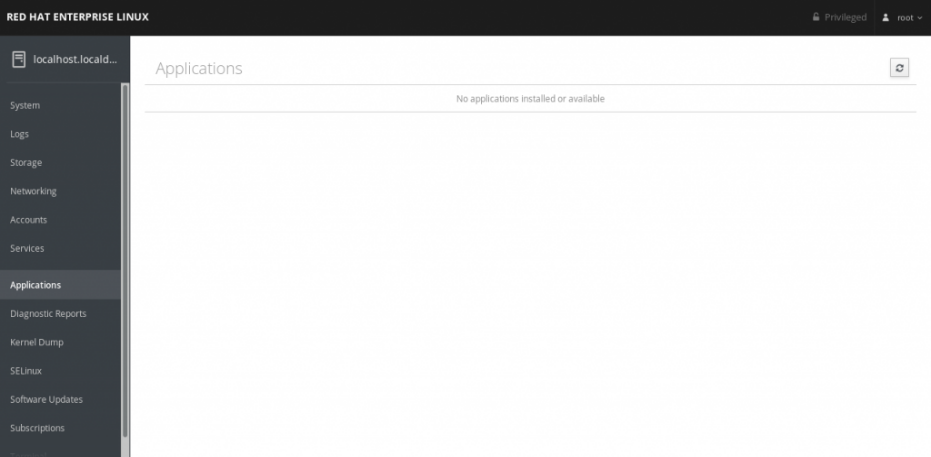 RED HAT ENTERPRISE LINUX
Privileged
root
localhost.locald...
Applications
No applications installed or available
System
Logs
Storage
Networking
Accounts
Services
Applications
Diagnostic Reports
Kernel Dump
SELinux
Software Updates
Subscriptions